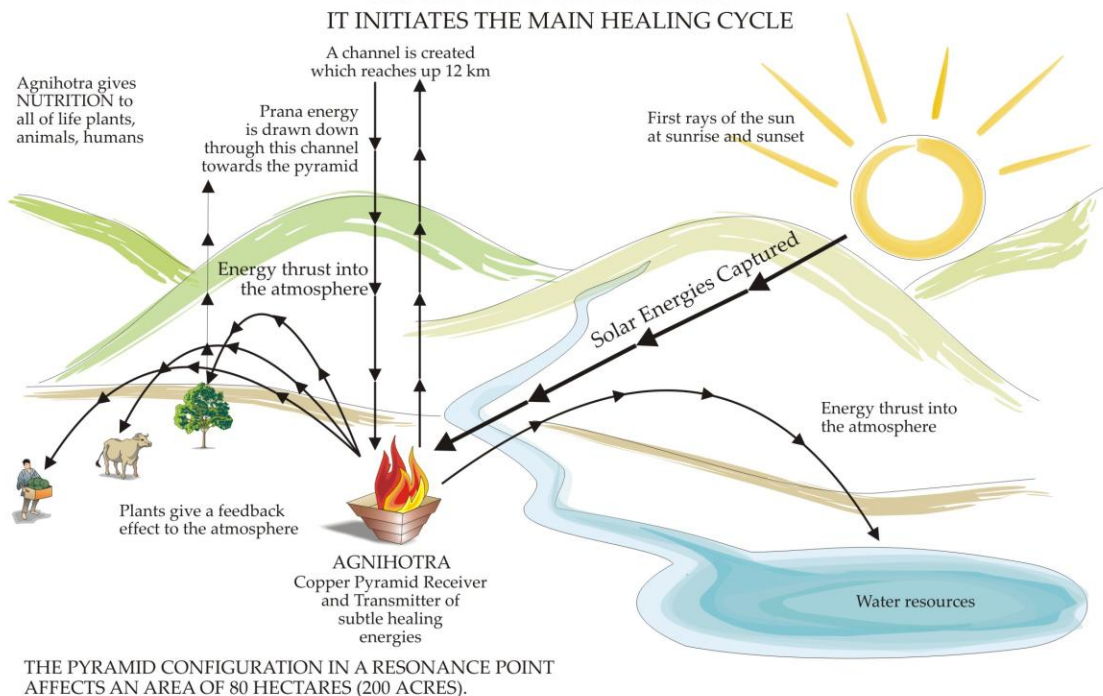 IT INITIATES THE MAIN HEALING CYCLE
A channel is created
which reaches up 12 km
Agnihotra gives
NUTRITION to
all of life plants,
animals, humans
Prana energy
is drawn down
through this channel
towards the pyramid
First rays of the sun
at sunrise and sunset
Energy thrust into
the atmosphere
Solar Energies Captured
Energy thrust into
the atmosphere
Plants give a feedback
effect to the atmosphere
AGNIHOTRA
Copper Pyramid Receiver
and Transmitter of
subtle healing
energies
Water resources
THE PYRAMID CONFIGURATION IN A RESONANCE POINT
AFFECTS AN AREA OF 80 HECTARES (200 ACRES).